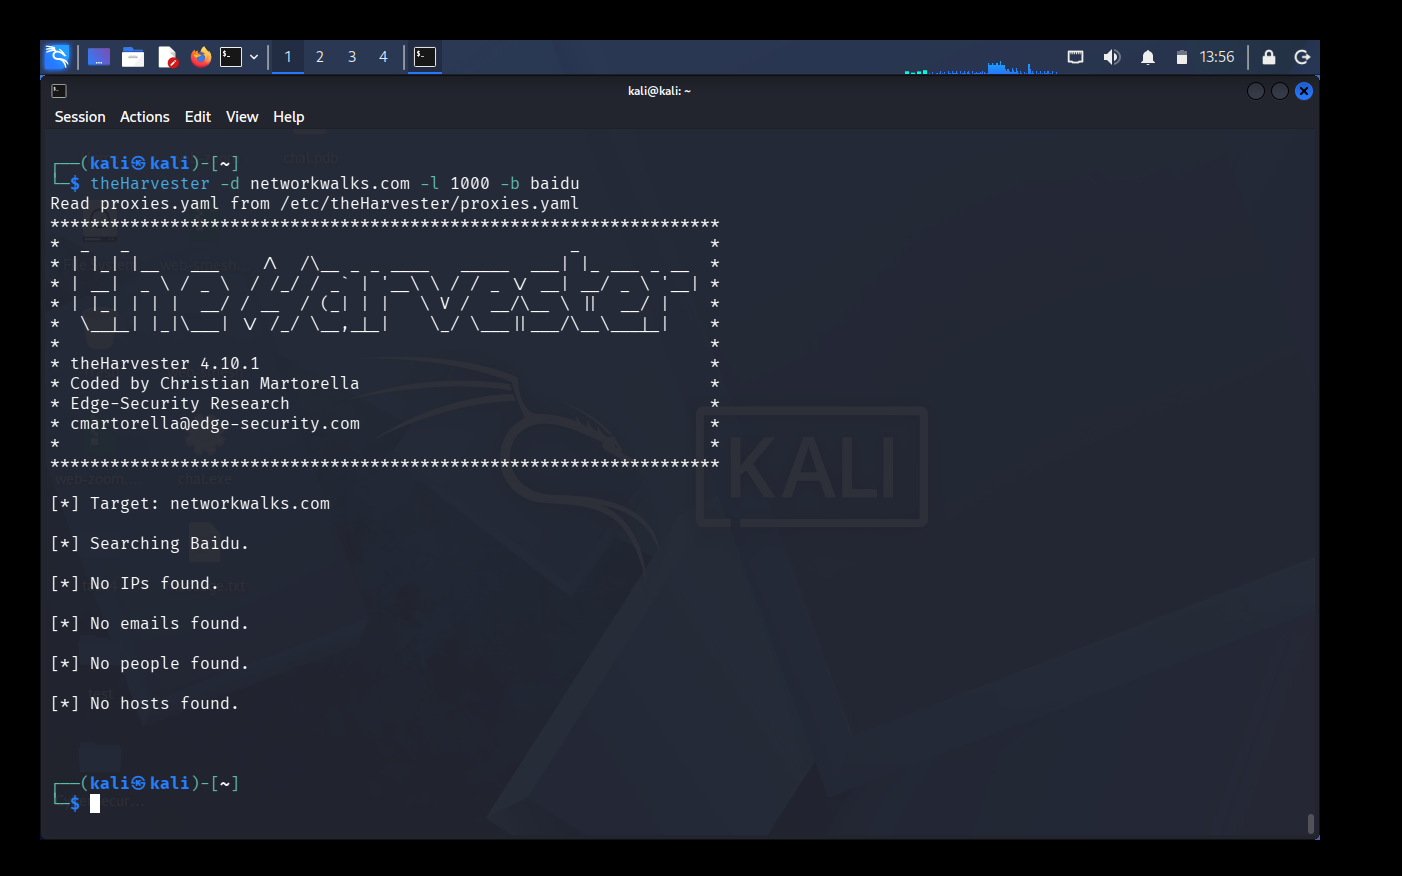 1 2 3 4 13:56
kali@kali: ~
Session Actions Edit View Help
┌──(kali㉿kali)-[~]
└─$ theHarvester -d networkwalks.com -l 1000 -b baidu
Read proxies.yaml from /etc/theHarvester/proxies.yaml
*******************************************************************
* theHarvester 4.10.1 *
* Coded by Christian Martorella *
* Edge-Security Research *
* cmartorella@edge-security.com *
* *
*******************************************************************
[*] Target: networkwalks.com
[*] Searching Baidu.
[*] No IPs found.
[*] No emails found.
[*] No people found.
[*] No hosts found.
┌──(kali㉿kali)-[~]
└─$
KALI